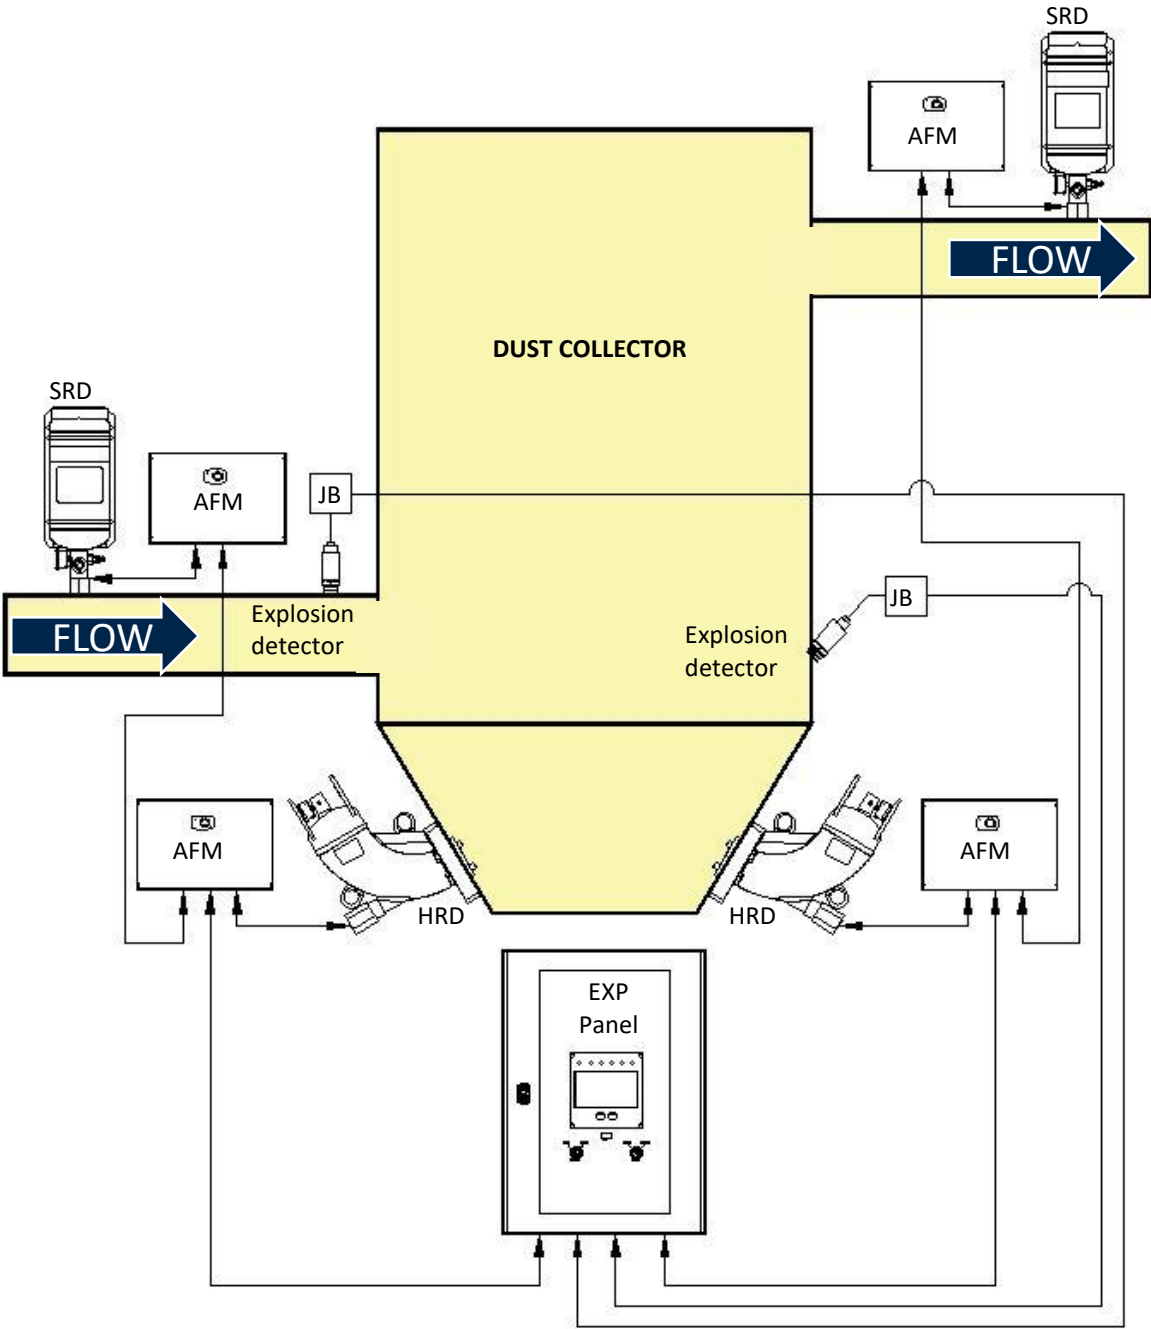 SRD
AFM
FLOW
DUST COLLECTOR
SRD
AFM
JB
JB
FLOW
Explosion
detector
Explosion
detector
AFM
HRD
HRD
AFM
EXP
Panel